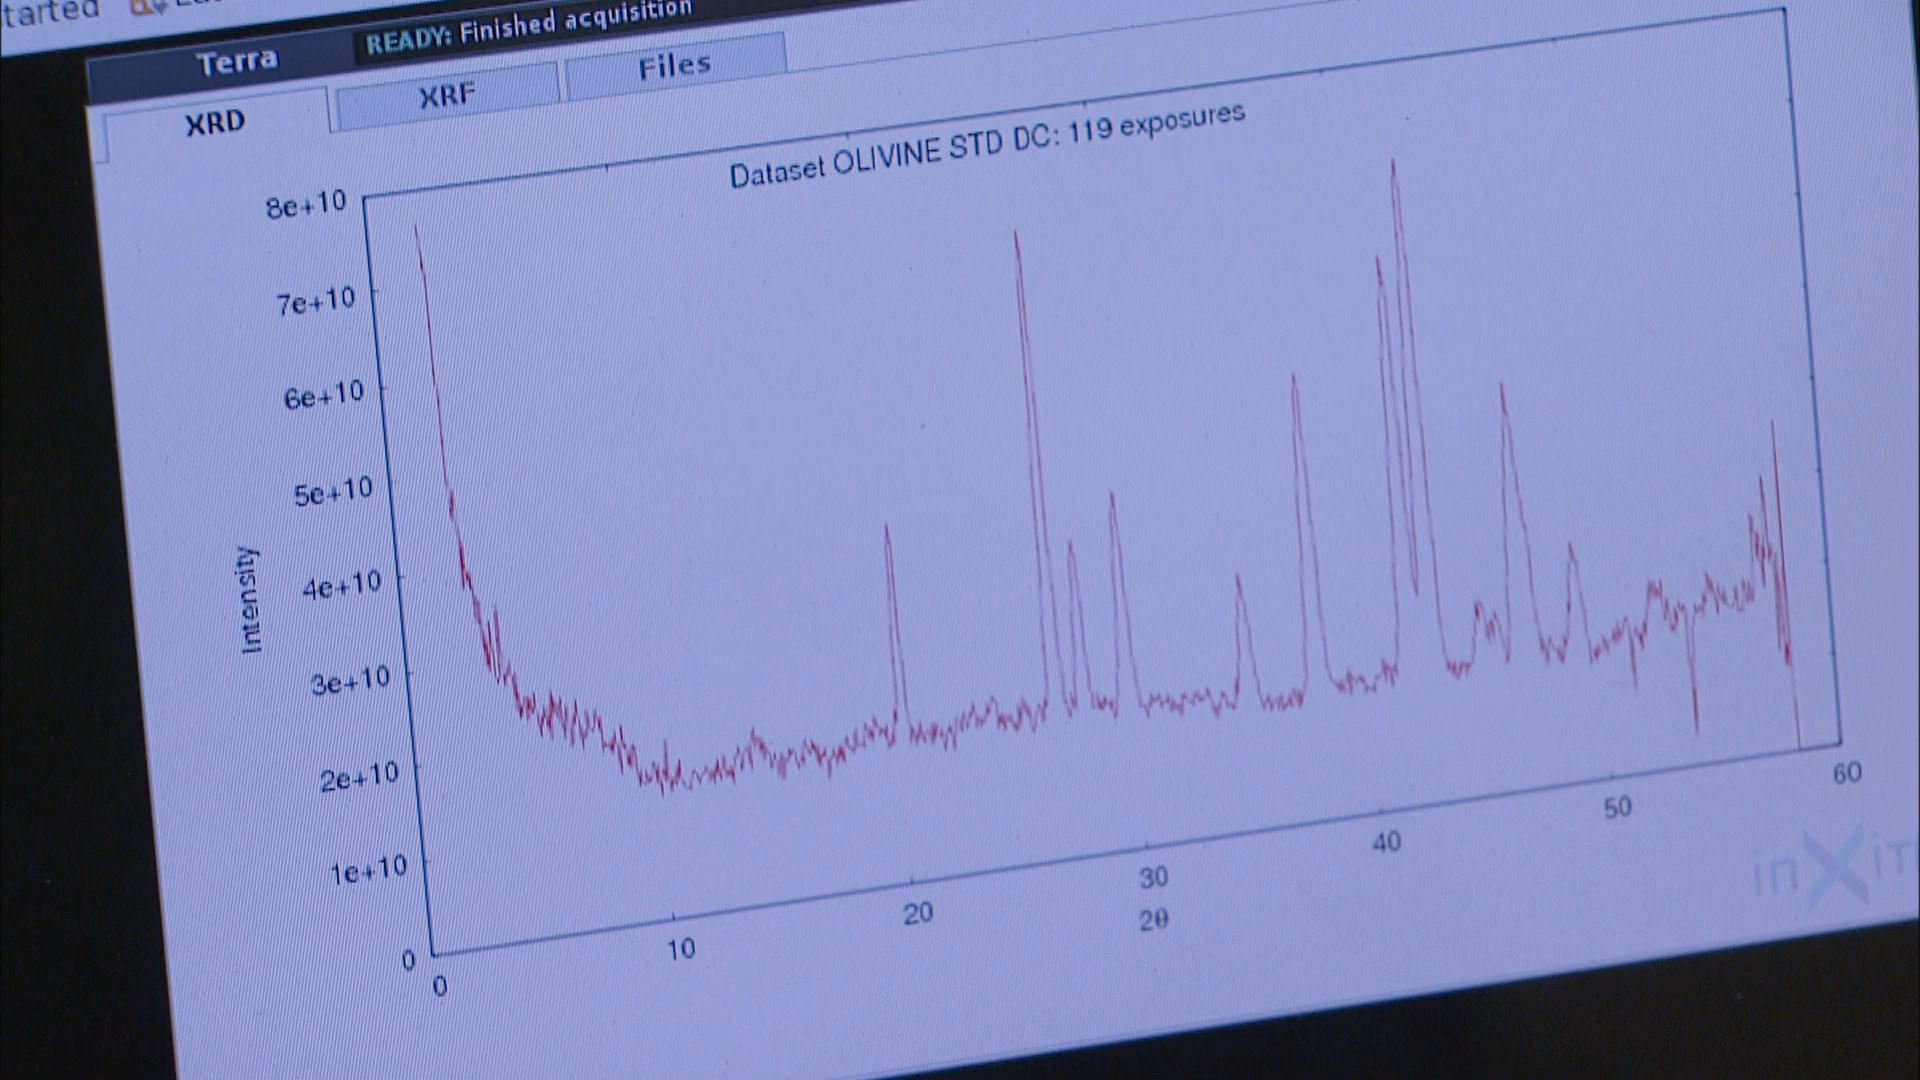 tarted
Terra
READY: Finished acquisition
XRD
XRF
Files
Dataset OLIVINE STD DC: 119 exposures
8e+10
7e+10
6e+10
5e+10
4e+10
3e+10
2e+10
1e+10
0
Intensity
0
10
20
30
40
50
60
2θ
inXit